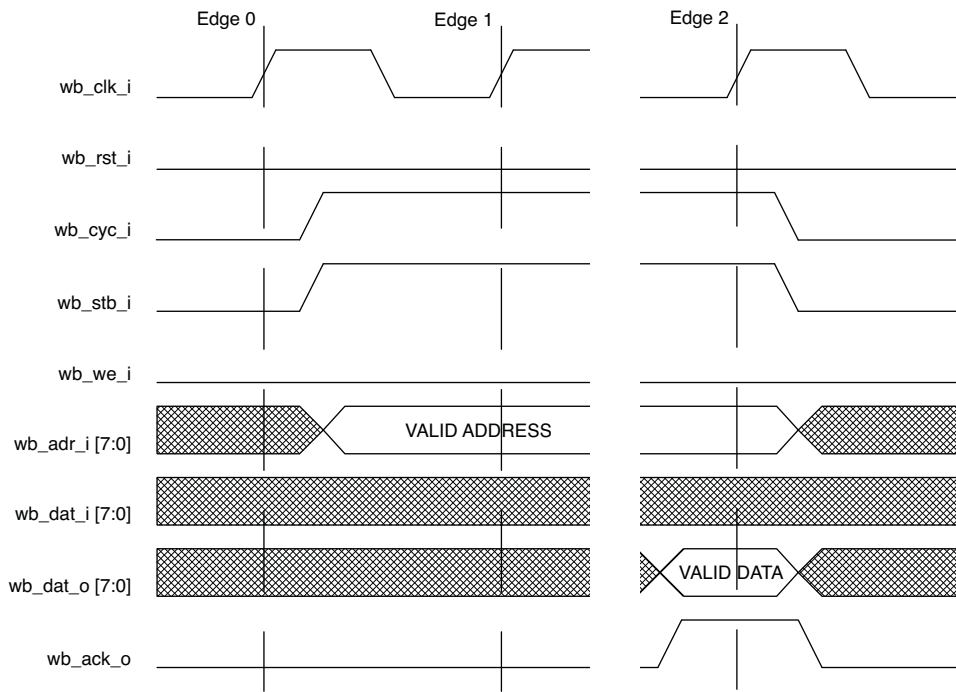 Edge 0
Edge 1
Edge 2
wb_clk_i
wb_rst_i
wb_cyc_i
wb_stb_i
wb_we_i
wb_adr_i [7:0]
VALID ADDRESS
wb_dat_i [7:0]
wb_dat_o [7:0]
VALID DATA
wb_ack_o